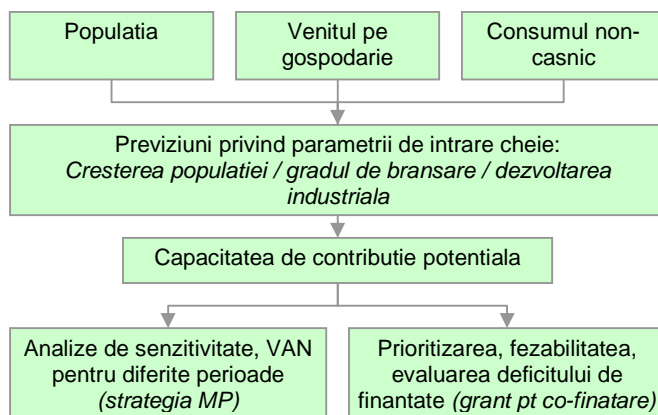 Populatia
Venitul pe
gospodarie
Consumul non-
casnic
Previziuni privind parametrii de intrare cheie:
Cresterea populatiei / gradul de bransare / dezvoltarea
industriala
Capacitatea de contributie potentiala
Analize de senzitivitate, VAN
pentru diferite perioade
(strategia MP)
Prioritizarea, fezabilitatea,
evaluarea deficitului de
finantate (grant pt co-finatare)